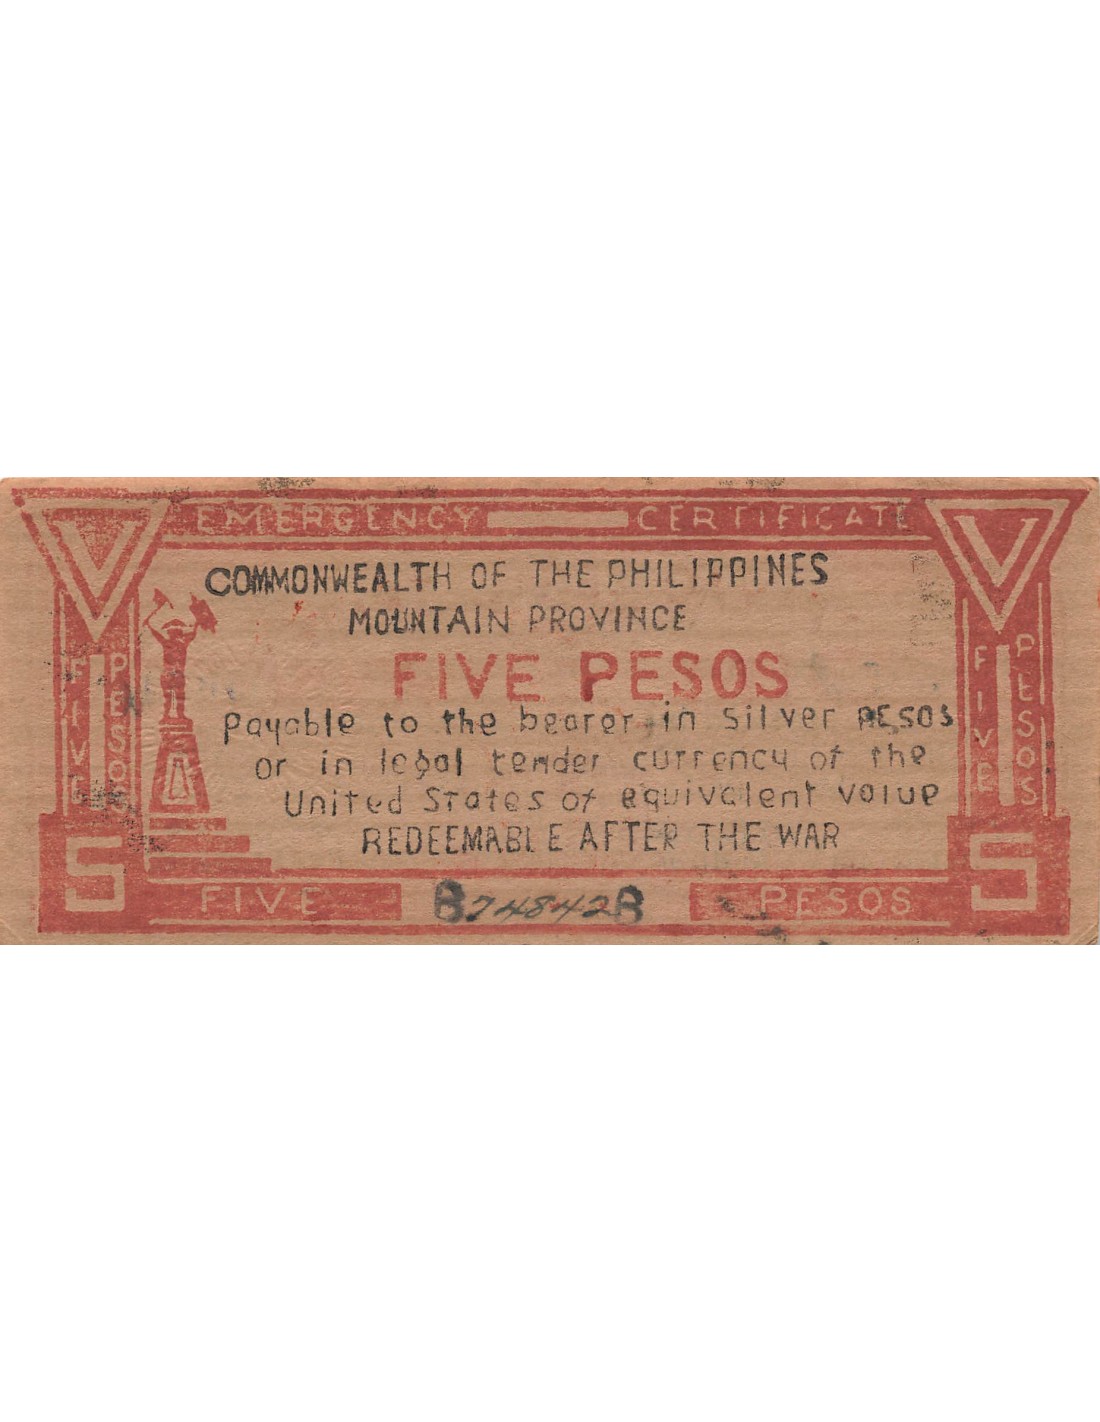 EMERGENCY CERTIFICATE
V V
COMMONWEALTH OF THE PHILIPPINES
MOUNTAIN PROVINCE
FIVE PESOS
FIVE PESOS
FIVE PESOS
Payable to the bearer in silver PESOS
or in legal tender currency of the
United States of equivalent value
REDEEMABLE AFTER THE WAR
5 5
FIVE B74842B PESOS